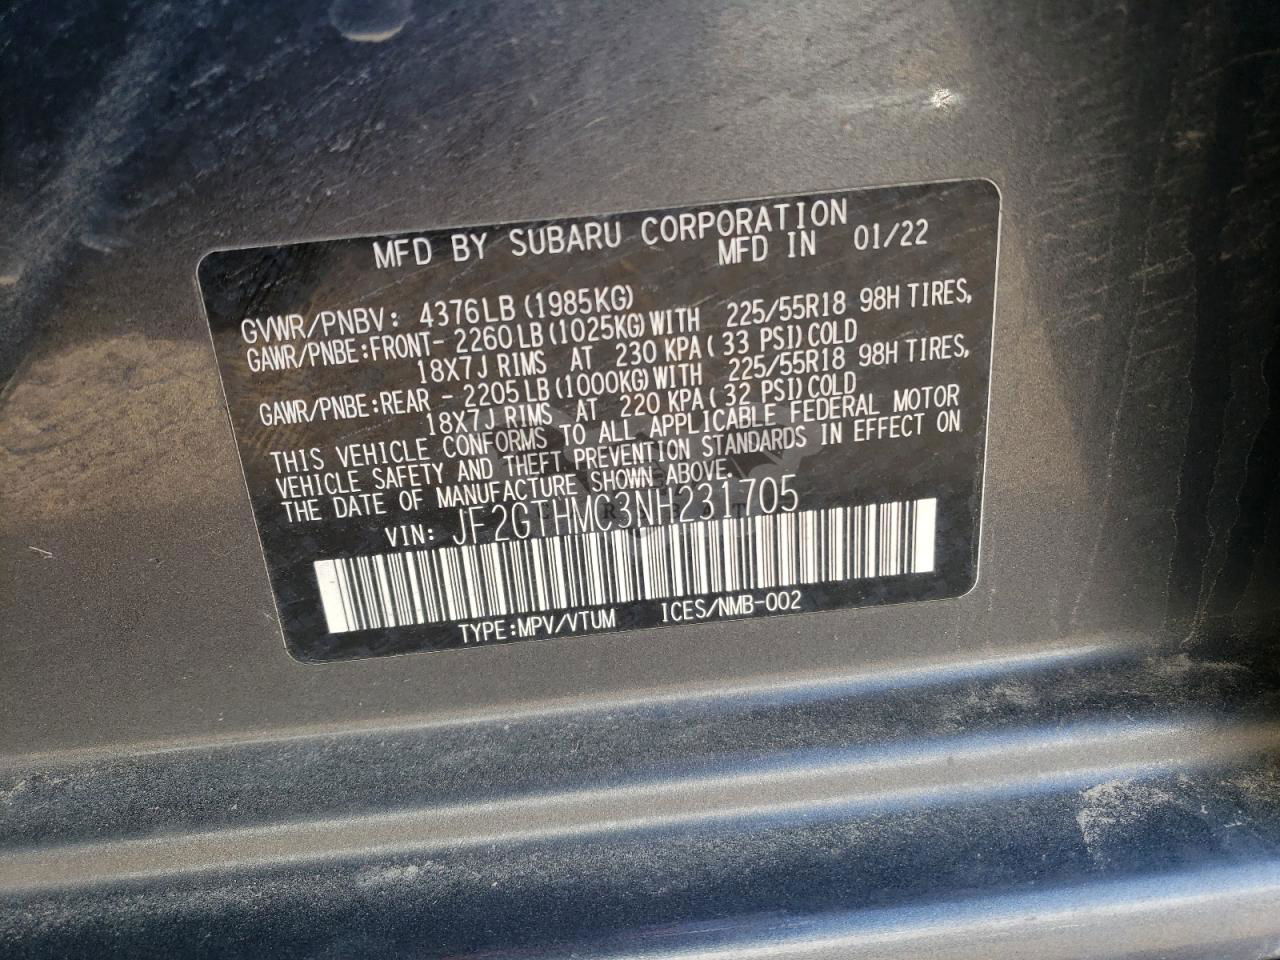 MFD BY SUBARU CORPORATION
MFD IN 01/22
GVWR/PNBV: 4376LB (1985KG)
GAWR/PNBE:FRONT- 2260LB (1025KG) WITH 225/55R18 98H TIRES,
18X7J RIMS AT 230 KPA ( 33 PSI) COLD
GAWR/PNBE:REAR - 2205LB (1000KG) WITH 225/55R18 98H TIRES,
18X7J RIMS AT 220 KPA ( 32 PSI) COLD
THIS VEHICLE CONFORMS TO ALL APPLICABLE FEDERAL MOTOR
VEHICLE SAFETY AND THEFT PREVENTION STANDARDS IN EFFECT ON
THE DATE OF MANUFACTURE SHOWN ABOVE.
VIN: JF2GTHMC3NH231705
TYPE:MPV/VTUM ICES/NMB-002